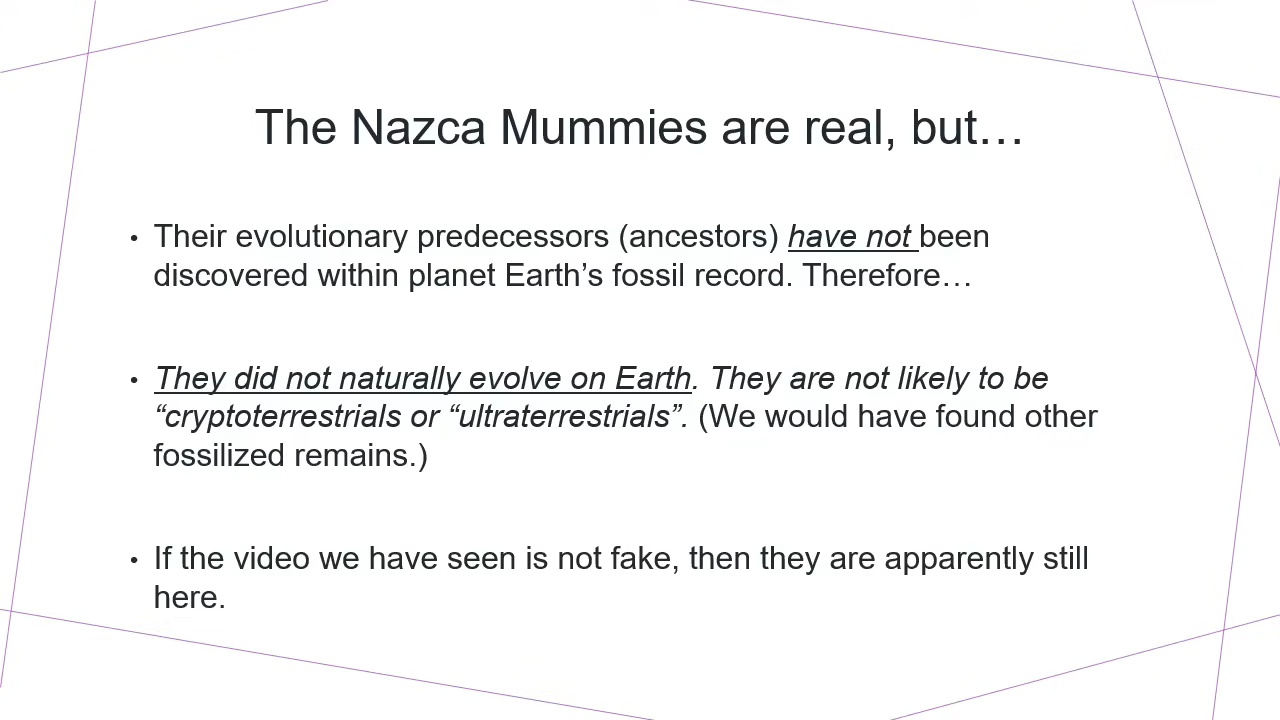 The Nazca Mummies are real, but…
• Their evolutionary predecessors (ancestors) have not been
discovered within planet Earth’s fossil record. Therefore…
• They did not naturally evolve on Earth. They are not likely to be
“cryptoterrestrials or “ultraterrestrials”. (We would have found other
fossilized remains.)
• If the video we have seen is not fake, then they are apparently still
here.